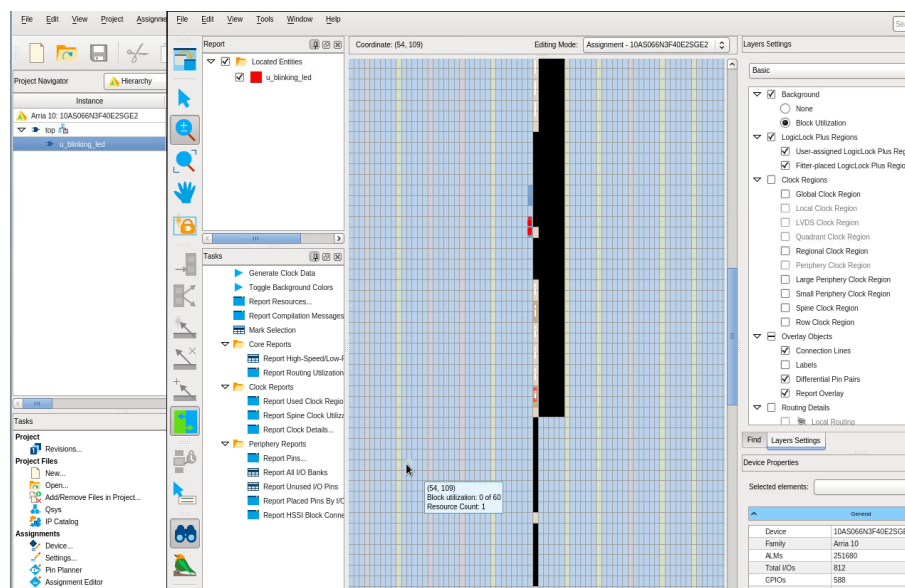 File Edit View Project Assignme
File Edit View Tools Window Help
Sea
Project Navigator
Hierarchy
Instance
Arria 10: 10AS066N3F40E2SGE2
top
u_blinking_led
Tasks
Project
Revisions...
Project Files
New...
Open...
Add/Remove Files in Project...
Qsys
IP Catalog
Assignments
Device...
Settings...
Pin Planner
Assignment Editor
Report
Located Entities
u_blinking_led
Tasks
Generate Clock Data
Toggle Background Colors
Report Resources...
Report Compilation Messages
Mark Selection
Core Reports
Report High-Speed/Low-P
Report Routing Utilization
Clock Reports
Report Used Clock Regio
Report Spine Clock Utiliza
Report Clock Details...
Periphery Reports
Report Pins...
Report All I/O Banks
Report Unused I/O Pins
Report Placed Pins By I/O
Report HSSI Block Conne
Coordinate: (54, 109)
Editing Mode: Assignment - 10AS066N3F40E2SGE2
(54, 109)
Block utilization: 0 of 60
Resource Count: 1
Layers Settings
Basic
Background
None
Block Utilization
LogicLock Plus Regions
User-assigned LogicLock Plus Reg
Fitter-placed LogicLock Plus Regio
Clock Regions
Global Clock Region
Local Clock Region
LVDS Clock Region
Quadrant Clock Region
Regional Clock Region
Periphery Clock Region
Large Periphery Clock Region
Small Periphery Clock Region
Spine Clock Region
Row Clock Region
Overlay Objects
Connection Lines
Labels
Differential Pin Pairs
Report Overlay
Routing Details
Local Routing
Find Layers Settings
Device Properties
Selected elements:
General
Device 10AS066N3F40E2SGE
Family Arria 10
ALMs 251680
Total I/Os 812
GPIOs 588